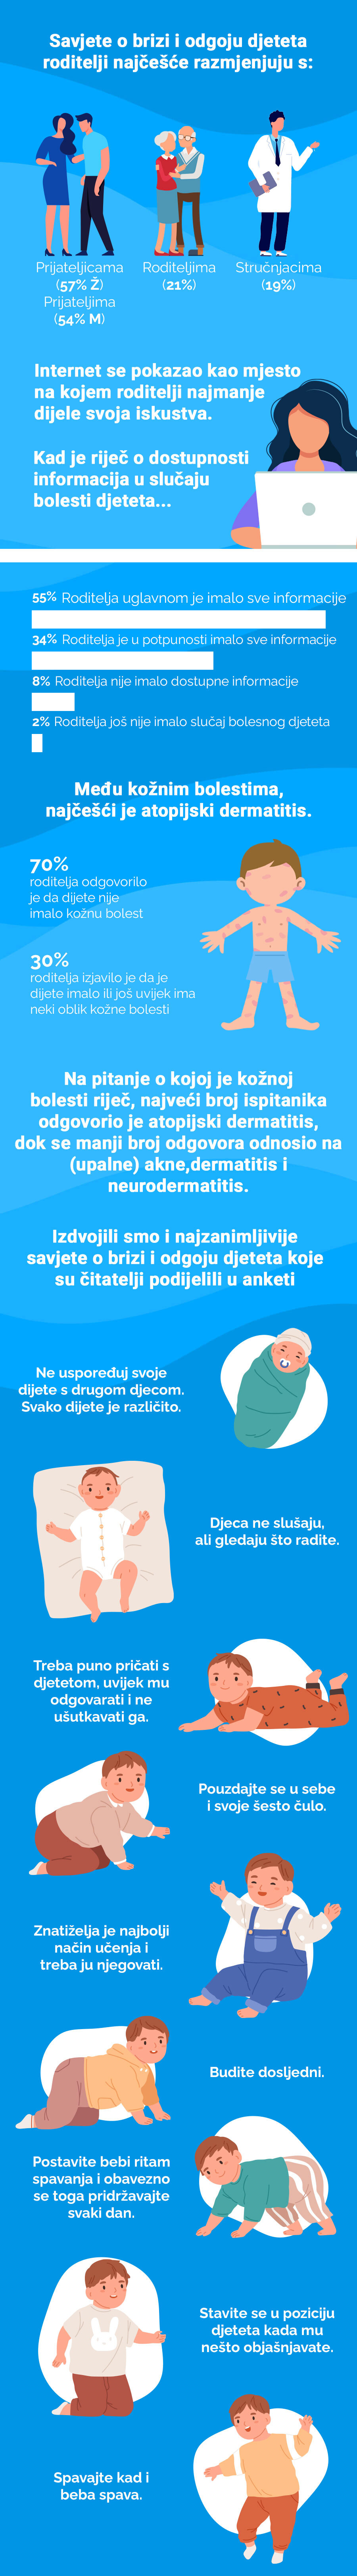 Savjete o brizi i odgoju djeteta
roditelji najčešće razmjenjuju s:
Prijateljicama
(57% Ž)
Prijateljima
(54% M)
Roditeljima
(21%)
Stručnjacima
(19%)
Internet se pokazao kao mjesto
na kojem roditelji najmanje
dijele svoja iskustva.
Kad je riječ o dostupnosti
informacija u slučaju
bolesti djeteta...
55% Roditelja uglavnom je imalo sve informacije
34% Roditelja je u potpunosti imalo sve informacije
8% Roditelja nije imalo dostupne informacije
2% Roditelja još nije imalo slučaj bolesnog djeteta
Među kožnim bolestima,
najčešći je atopijski dermatitis.
70%
roditelja odgovorilo
je da dijete nije
imalo kožnu bolest
30%
roditelja izjavilo je da je
dijete imalo ili još uvijek ima
neki oblik kožne bolesti
Na pitanje o kojoj je kožnoj
bolesti riječ, najveći broj ispitanika
odgovorio je atopijski dermatitis,
dok se manji broj odgovora odnosio na
(upalne) akne,dermatitis i
neurodermatitis.
Izdvojili smo i najzanimljivije
savjete o brizi i odgoju djeteta koje
su čitatelji podijelili u anketi
Ne uspoređuj svoje
dijete s drugom djecom.
Svako dijete je različito.
Djeca ne slušaju,
ali gledaju što radite.
Treba puno pričati s
djetetom, uvijek mu
odgovarati i ne
ušutkavati ga.
Pouzdajte se u sebe
i svoje šesto čulo.
Znatiželja je najbolji
način učenja i
treba ju njegovati.
Budite dosljedni.
Postavite bebi ritam
spavanja i obavezno
se toga pridržavajte
svaki dan.
Stavite se u poziciju
djeteta kada mu
nešto objašnjavate.
Spavajte kad i
beba spava.